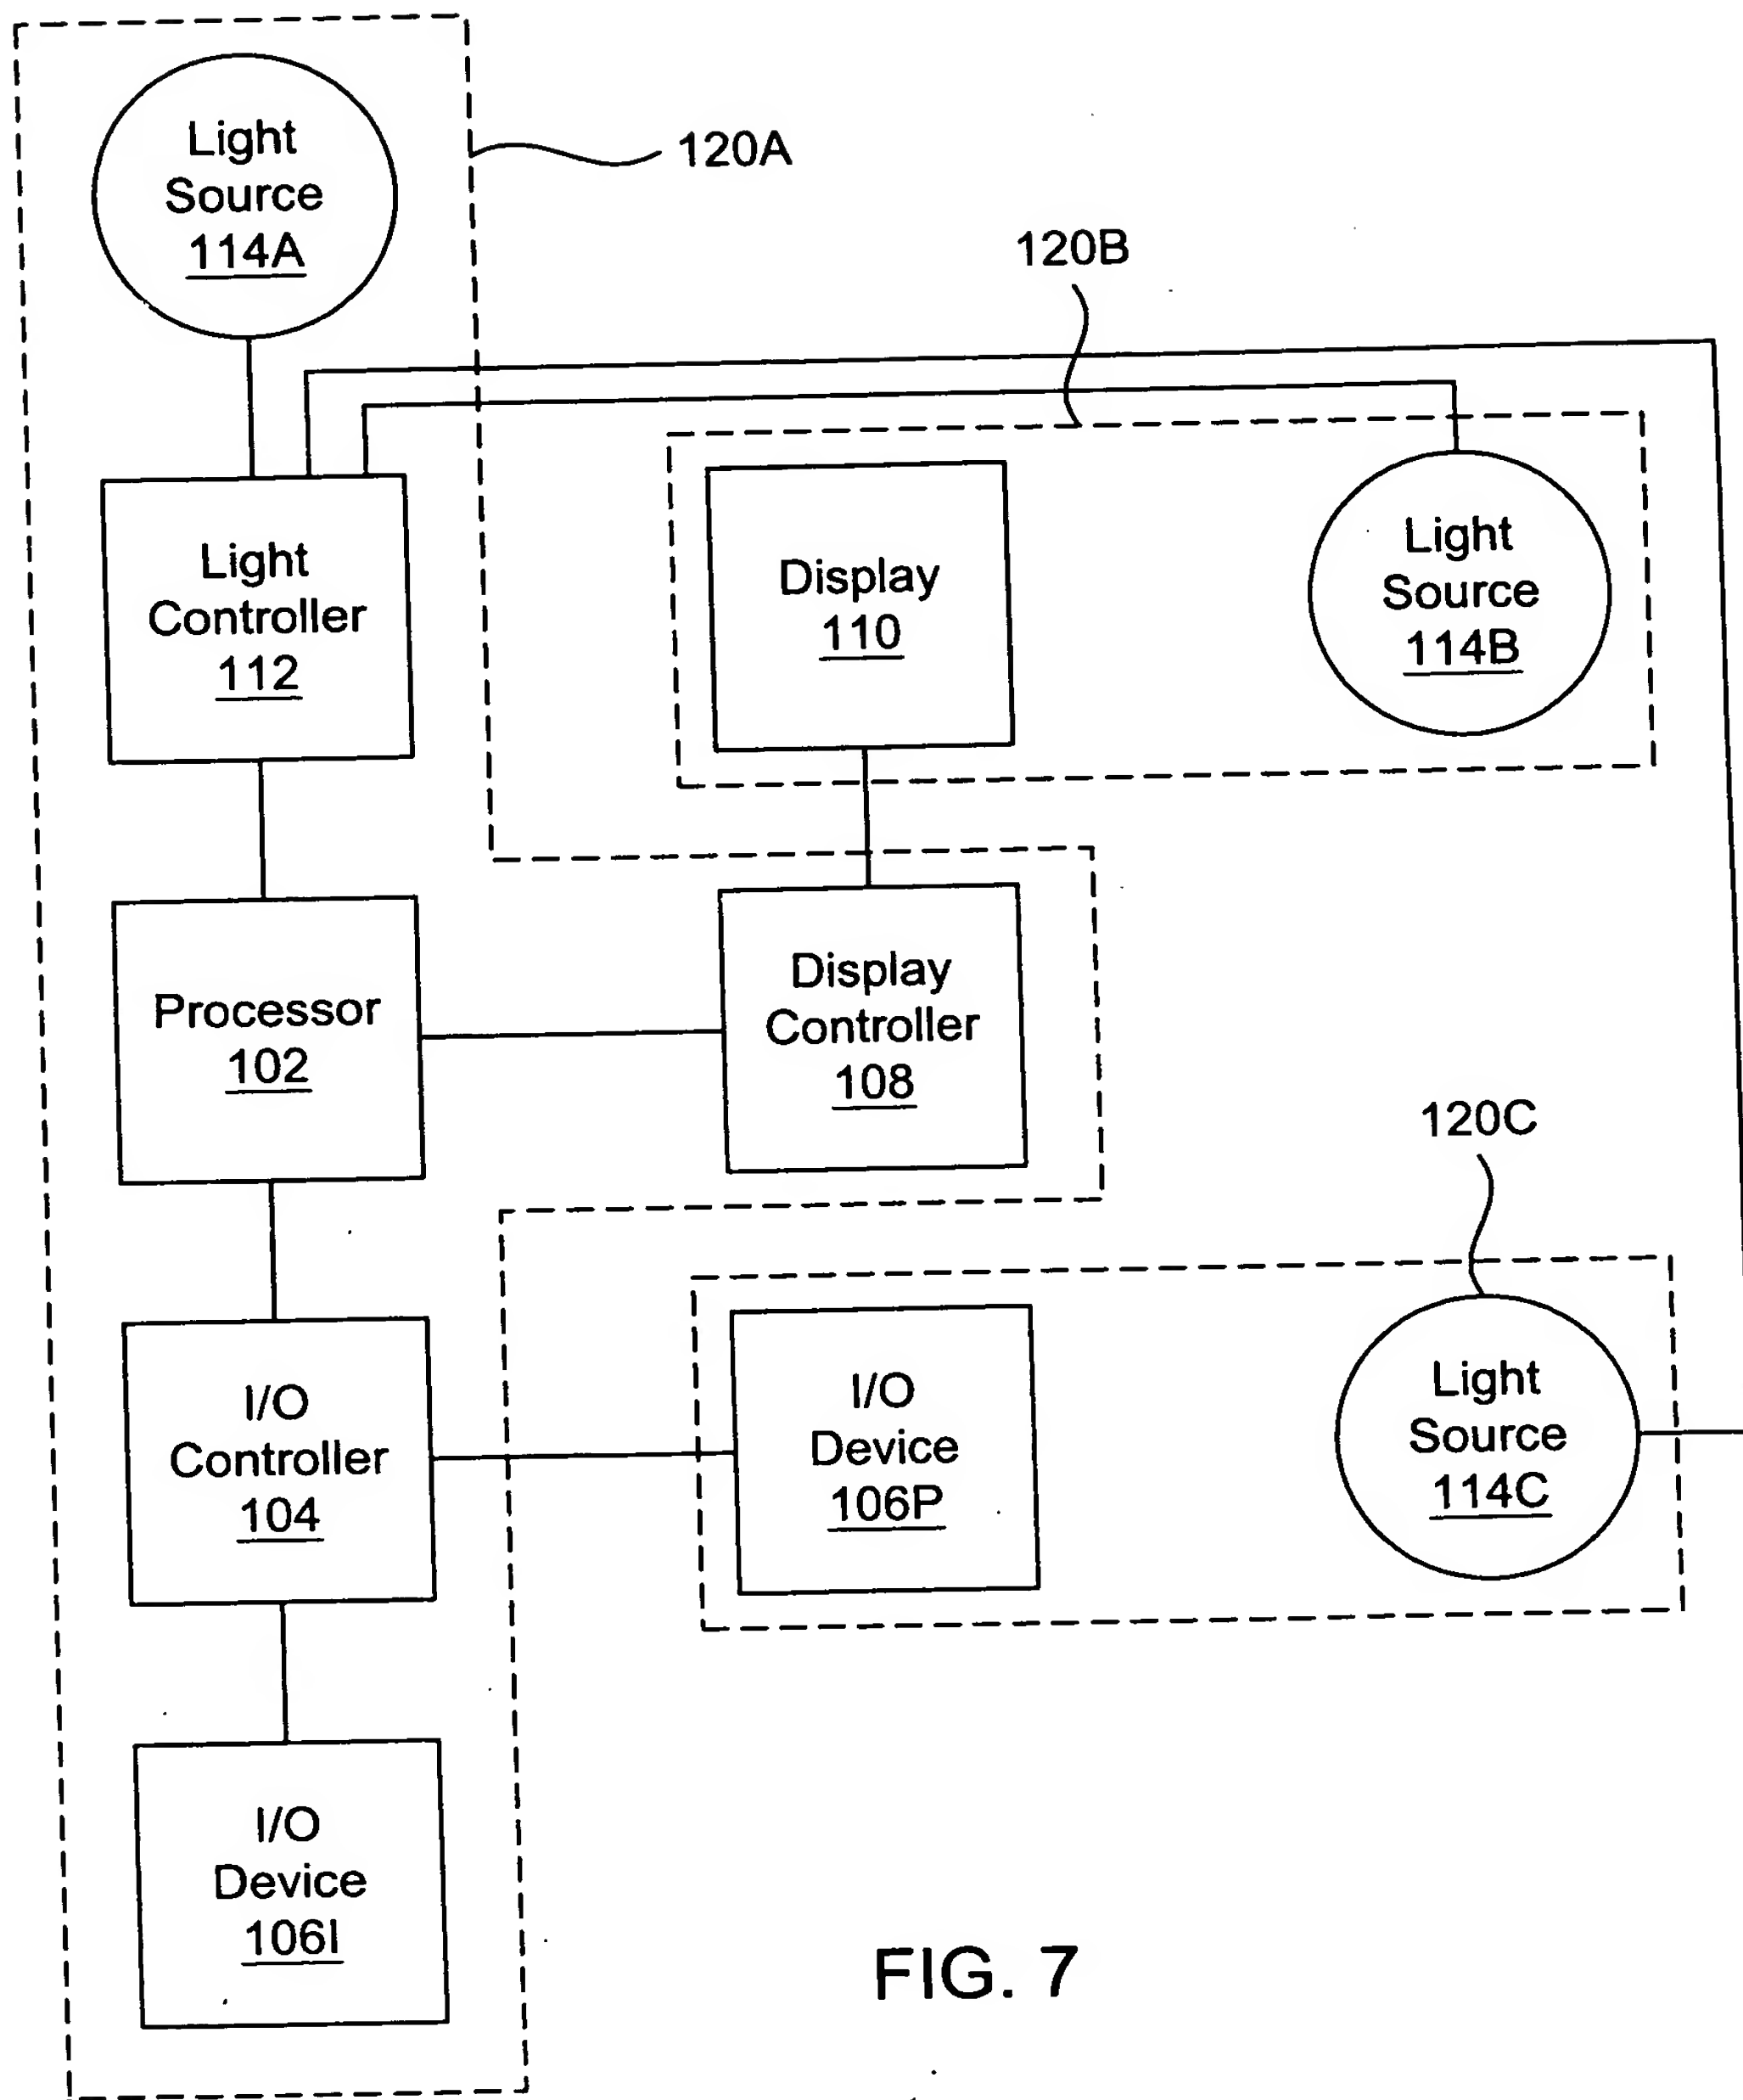 Light
Source
114A
120A
120B
Light
Controller
112
Display
110
Light
Source
114B
Processor
102
Display
Controller
108
120C
I/O
Controller
104
I/O
Device
106P
Light
Source
114C
I/O
Device
106I
FIG. 7